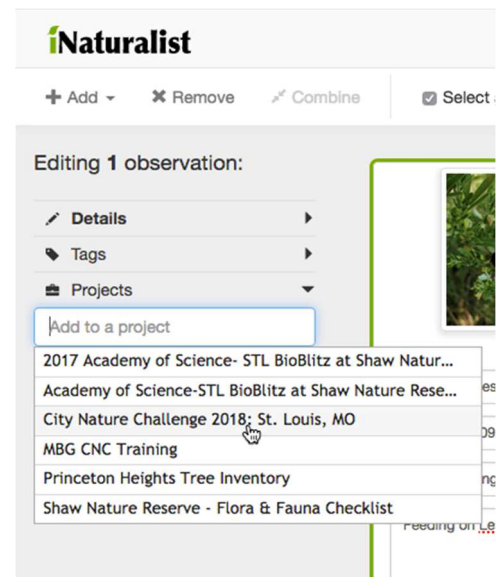 iNaturalist
Add Remove Combine Select
Editing 1 observation:
Details
Tags
Projects
Add to a project
2017 Academy of Science- STL BioBlitz at Shaw Natur...
Academy of Science-STL BioBlitz at Shaw Nature Rese...
City Nature Challenge 2018: St. Louis, MO
MBG CNC Training
Princeton Heights Tree Inventory
Shaw Nature Reserve - Flora & Fauna Checklist
Feeding on Le